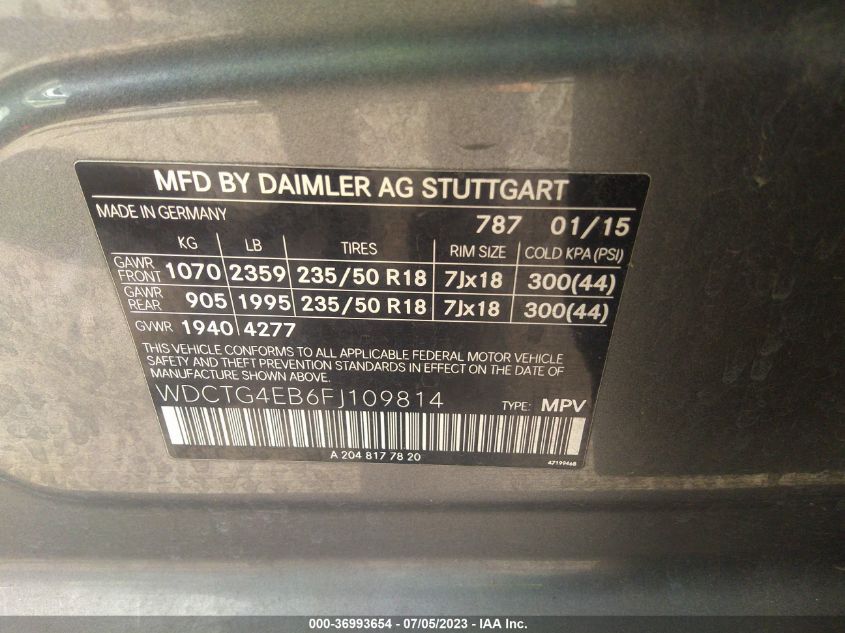 MFD BY DAIMLER AG STUTTGART
MADE IN GERMANY 787 01/15
KG LB TIRES RIM SIZE COLD KPA (PSI)
GAWR FRONT 1070 2359 235/50 R18 7Jx18 300(44)
GAWR REAR 905 1995 235/50 R18 7Jx18 300(44)
GVWR 1940 4277
THIS VEHICLE CONFORMS TO ALL APPLICABLE FEDERAL MOTOR VEHICLE
SAFETY AND THEFT PREVENTION STANDARDS IN EFFECT ON THE DATE
OF MANUFACTURE SHOWN ABOVE.
WDCTG4EB6FJ109814 TYPE: MPV
A 204 817 78 20 4719946B
000-36993654 - 07/05/2023 - IAA Inc.